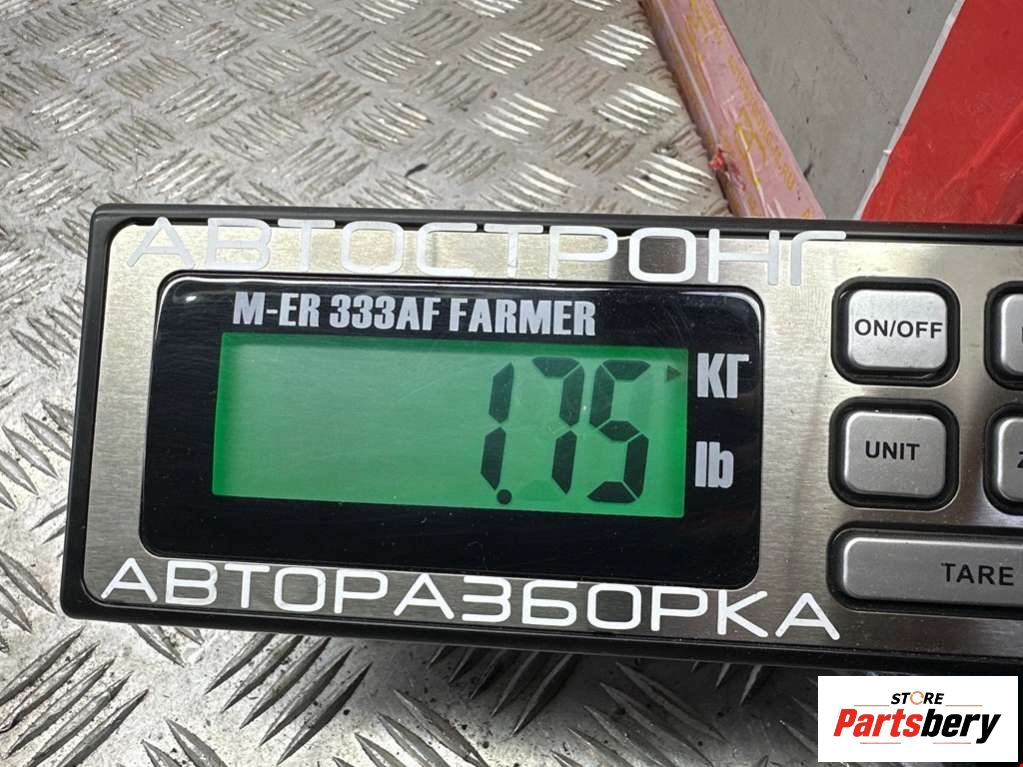 АВТОСТРОНГ
M-ER 333AF FARMER
1.75
КГ
lb
ON/OFF
UNIT
TARE
АВТОРАЗБОРКА
STORE
Partsbery